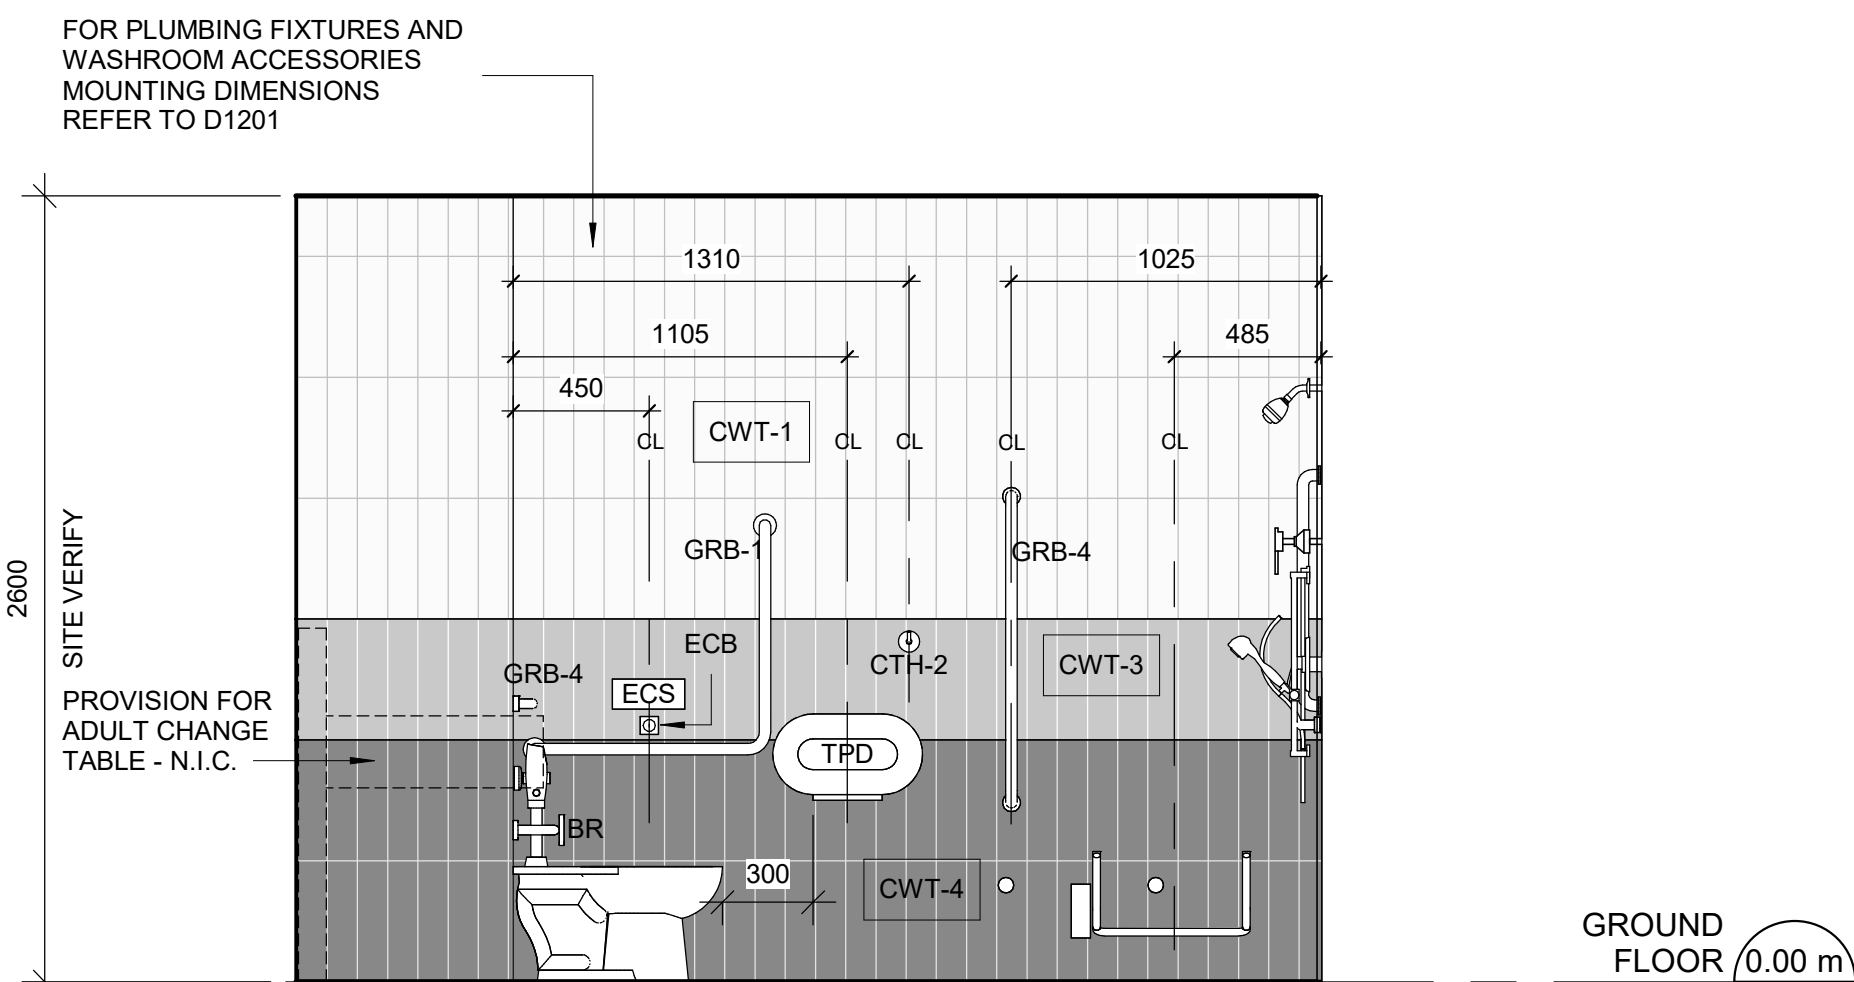 FOR PLUMBING FIXTURES AND
WASHROOM ACCESSORIES
MOUNTING DIMENSIONS
REFER TO D1201
1310
1025
1105
485
450
CWT-1
CL
CL
CL
CL
CL
GRB-1
GRB-4
2600
SITE VERIFY
ECB
CTH-2
CWT-3
GRB-4
ECS
PROVISION FOR
ADULT CHANGE
TABLE - N.I.C.
TPD
BR
300
CWT-4
GROUND
FLOOR
0.00 m